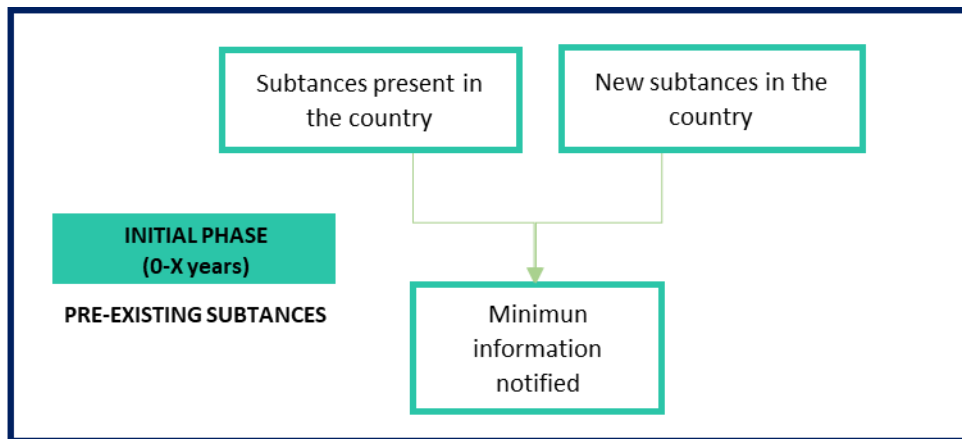 Subtances present in
the country
New subtances in the
country
INITIAL PHASE
(0-X years)
PRE-EXISTING SUBTANCES
Minimun
information
notified